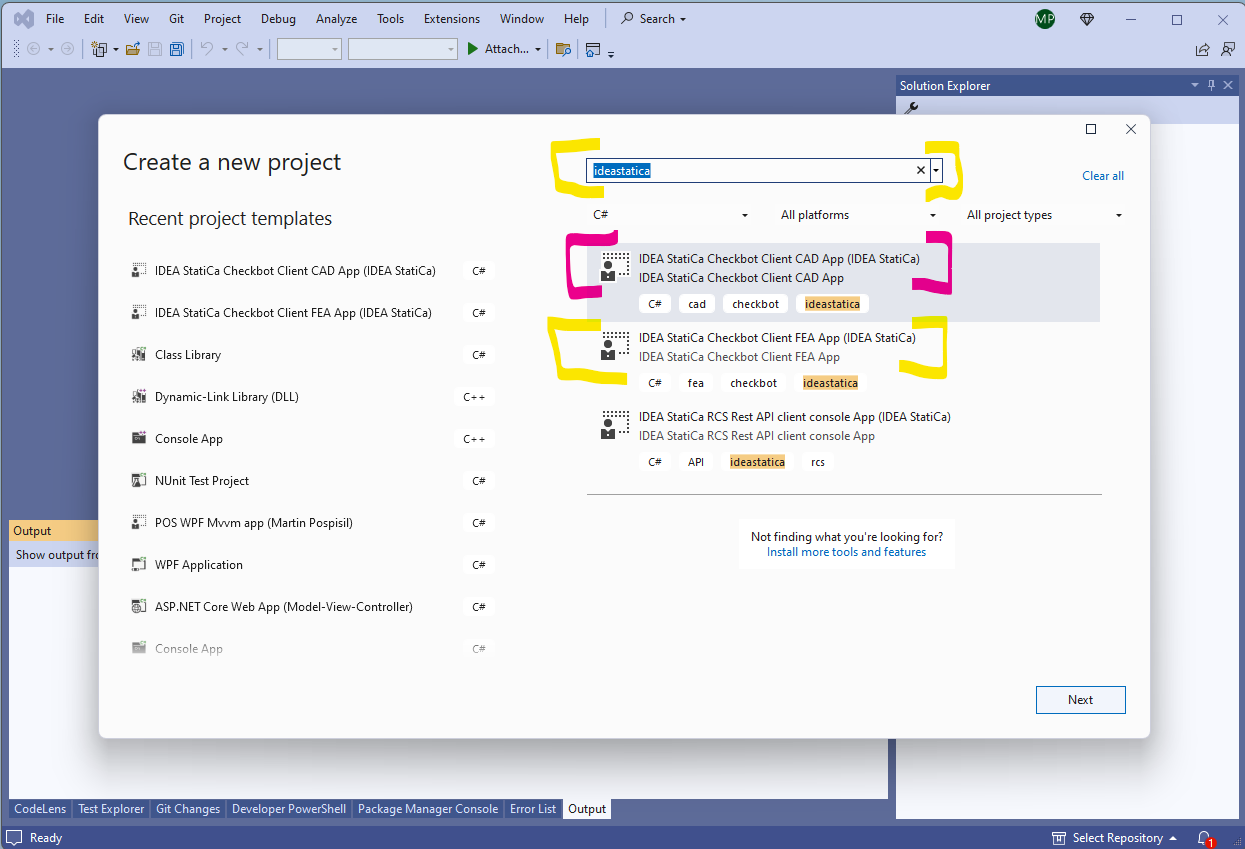 File Edit View Git Project Debug Analyze Tools Extensions Window Help Search MP
Attach...
Solution Explorer
Create a new project
ideastatica
Clear all
C# All platforms All project types
Recent project templates
IDEA StatiCa Checkbot Client CAD App (IDEA StatiCa) C#
IDEA StatiCa Checkbot Client FEA App (IDEA StatiCa) C#
Class Library C#
Dynamic-Link Library (DLL) C++
Console App C++
NUnit Test Project C#
POS WPF Mvvm app (Martin Pospisil) C#
WPF Application C#
ASP.NET Core Web App (Model-View-Controller) C#
Console App C#
IDEA StatiCa Checkbot Client CAD App (IDEA StatiCa)
IDEA StatiCa Checkbot Client CAD App
C# cad checkbot ideastatica
IDEA StatiCa Checkbot Client FEA App (IDEA StatiCa)
IDEA StatiCa Checkbot Client FEA App
C# fea checkbot ideastatica
IDEA StatiCa RCS Rest API client console App (IDEA StatiCa)
IDEA StatiCa RCS Rest API client console App
C# API ideastatica rcs
Not finding what you're looking for?
Install more tools and features
Next
Output
Show output fro
CodeLens Test Explorer Git Changes Developer PowerShell Package Manager Console Error List Output
Ready Select Repository 1